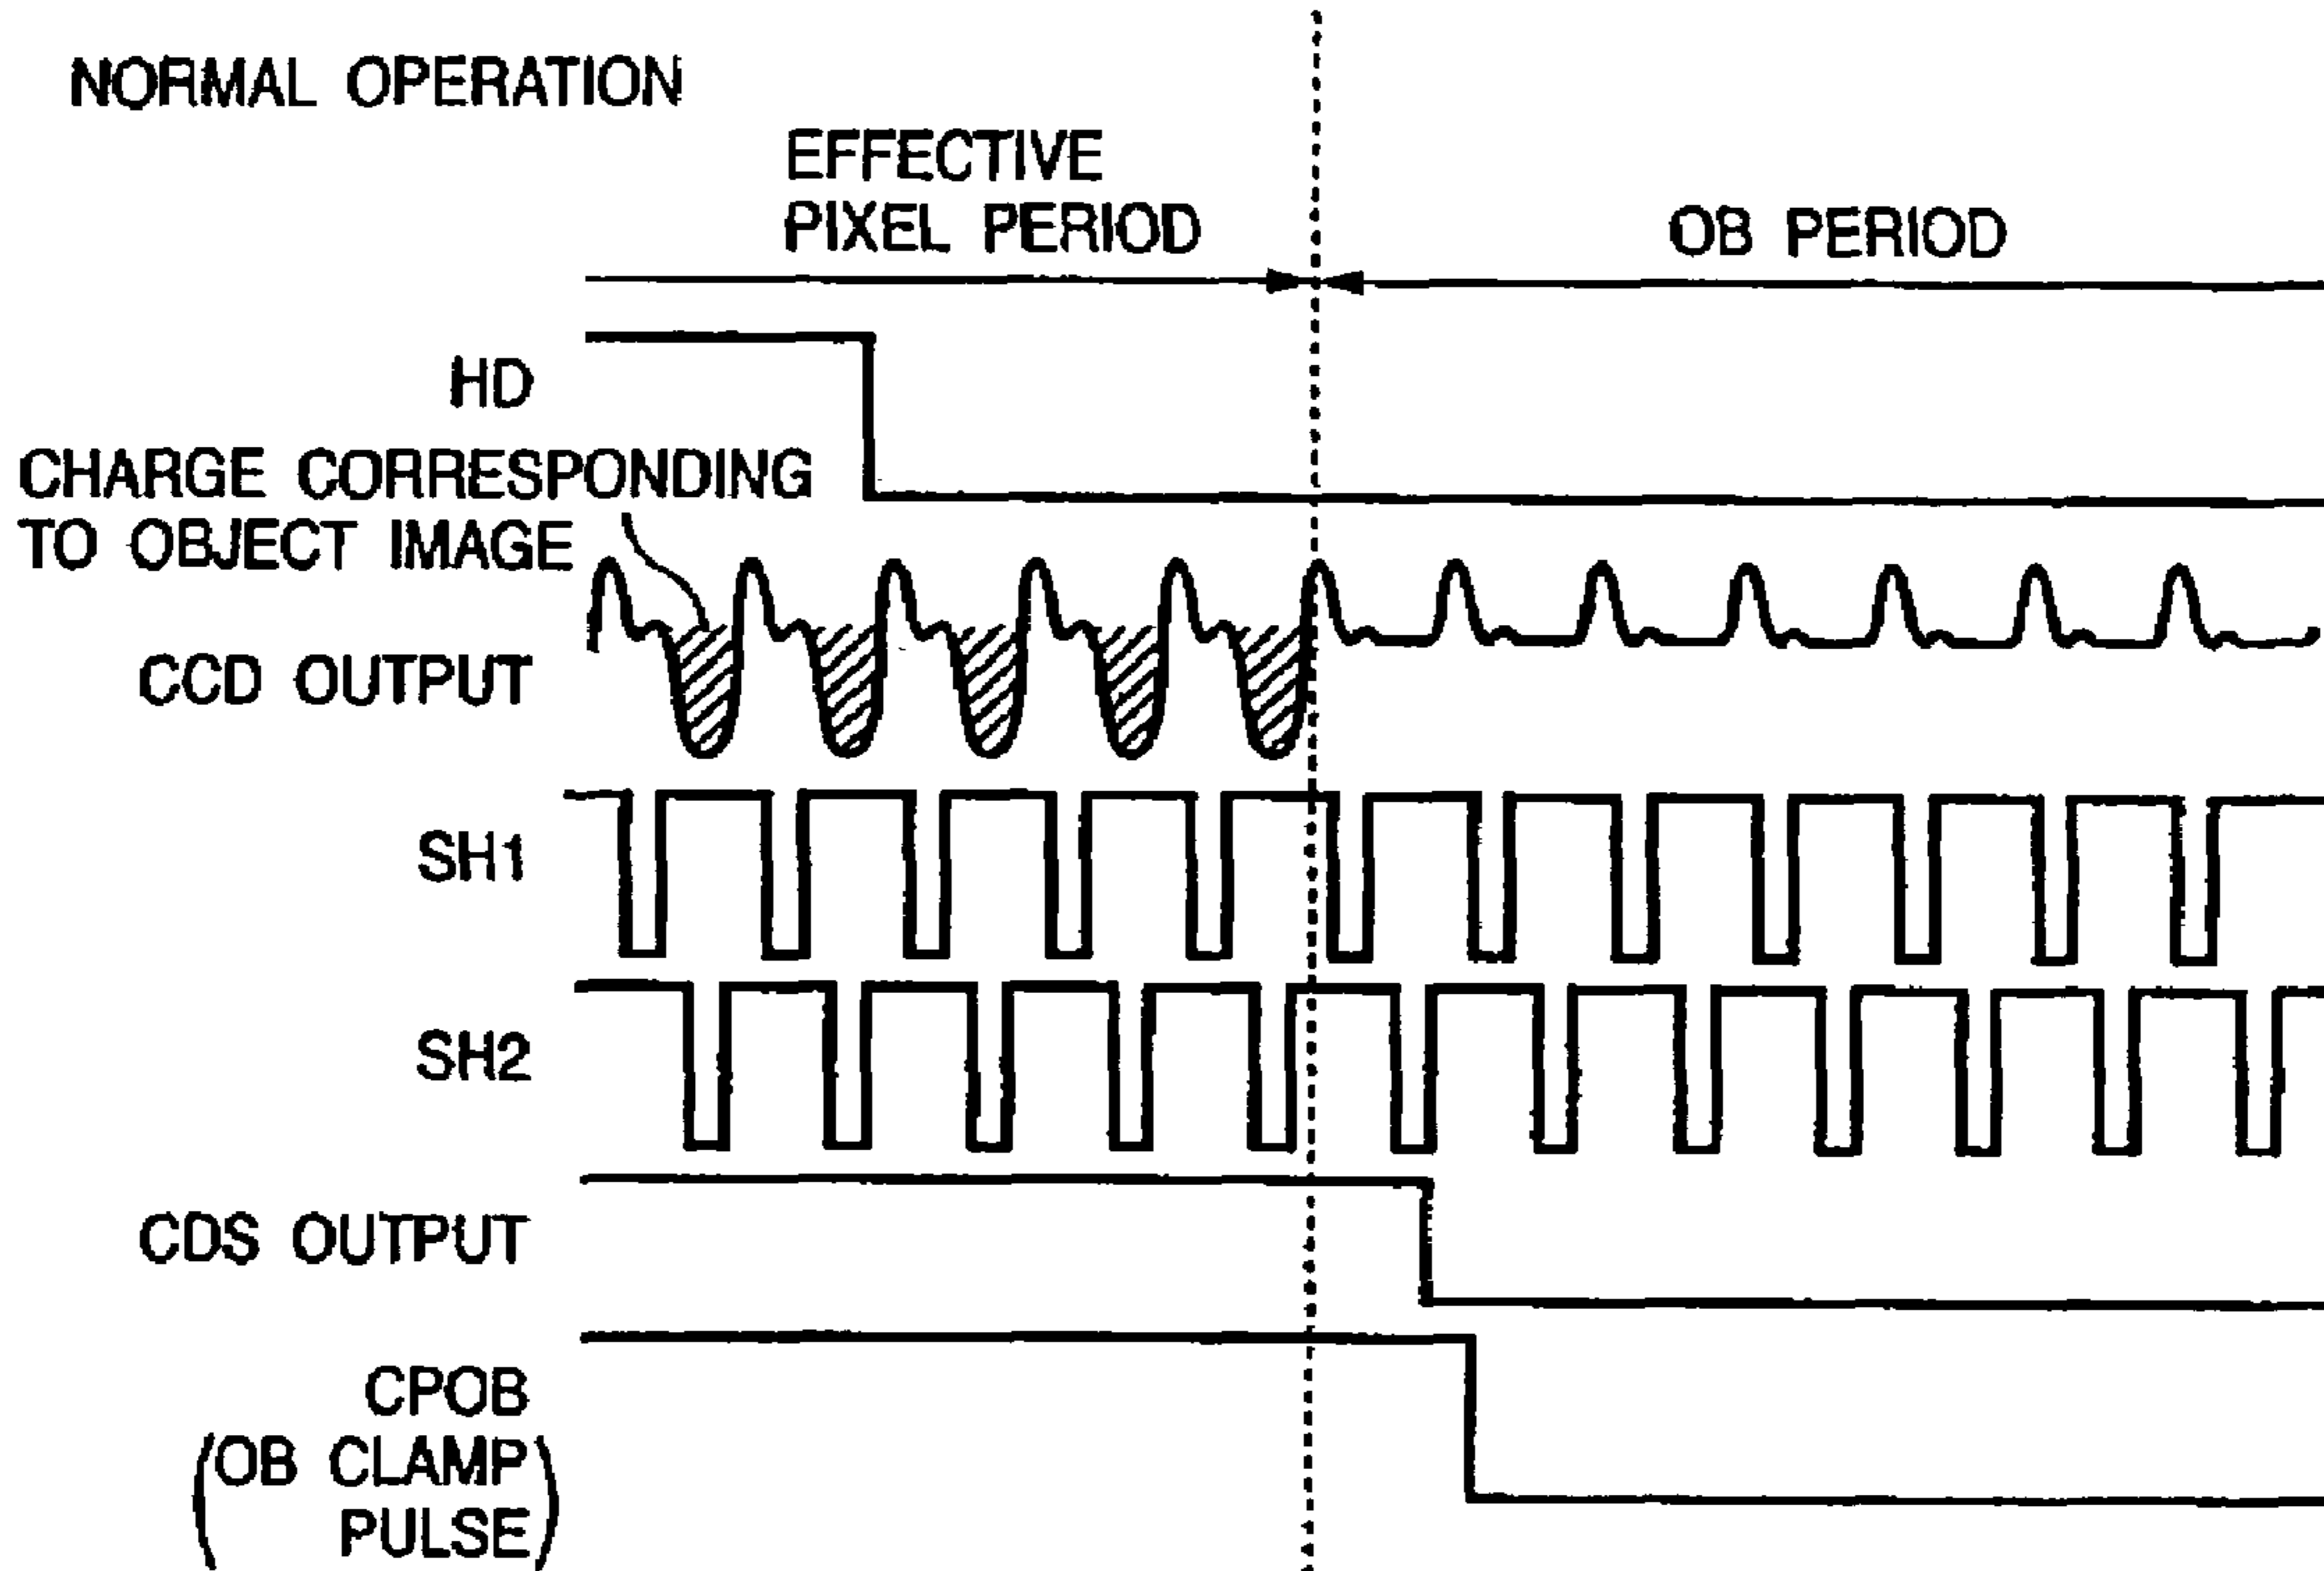 NORMAL OPERATION
EFFECTIVE
PIXEL PERIOD
OB PERIOD
HD
CHARGE CORRESPONDING
TO OBJECT IMAGE
CCD OUTPUT
SH1
SH2
CDS OUTPUT
CPOB
(OB CLAMP
PULSE)